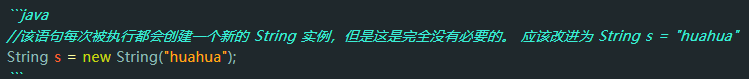 ```java
//该语句每次被执行都会创建一个新的 String 实例，但是这是完全没有必要的。 应该改进为 String s = "huahua"
String s = new String("huahua");
```